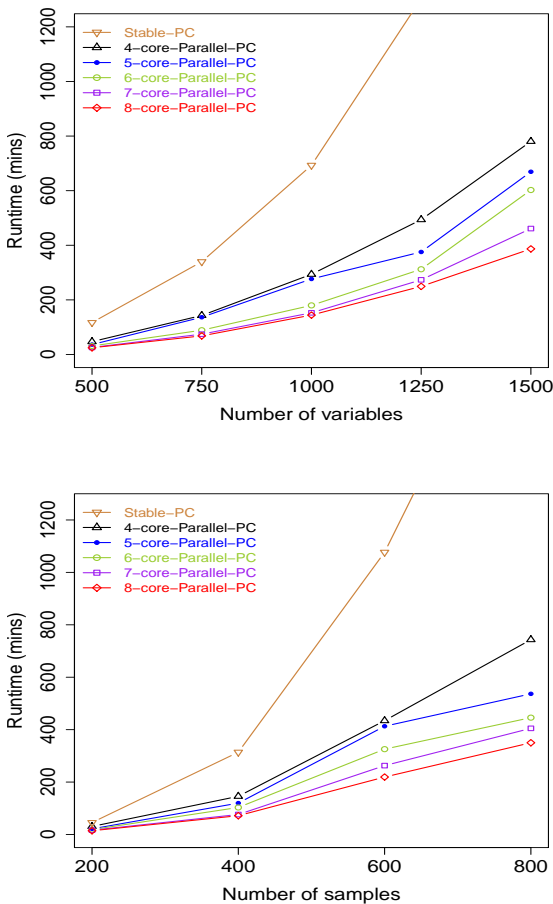 Runtime (mins)
1200
1000
800
600
400
200
0
Stable−PC
4−core−Parallel−PC
5−core−Parallel−PC
6−core−Parallel−PC
7−core−Parallel−PC
8−core−Parallel−PC
500 750 1000 1250 1500
Number of variables
Runtime (mins)
1200
1000
800
600
400
200
0
Stable−PC
4−core−Parallel−PC
5−core−Parallel−PC
6−core−Parallel−PC
7−core−Parallel−PC
8−core−Parallel−PC
200 400 600 800
Number of samples